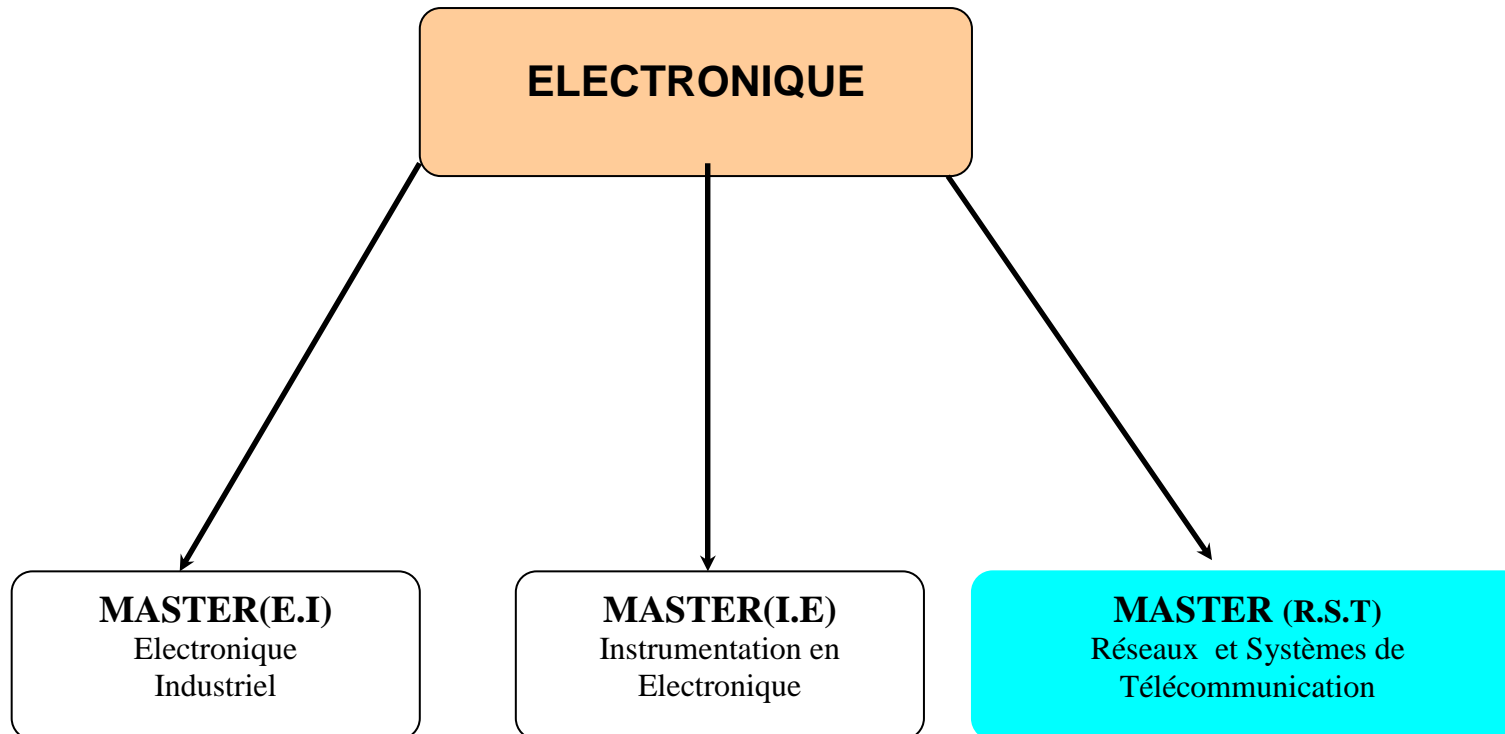 ELECTRONIQUE
MASTER(E.I)
Electronique
Industriel
MASTER(I.E)
Instrumentation en
Electronique
MASTER (R.S.T)
Réseaux et Systèmes de
Télécommunication